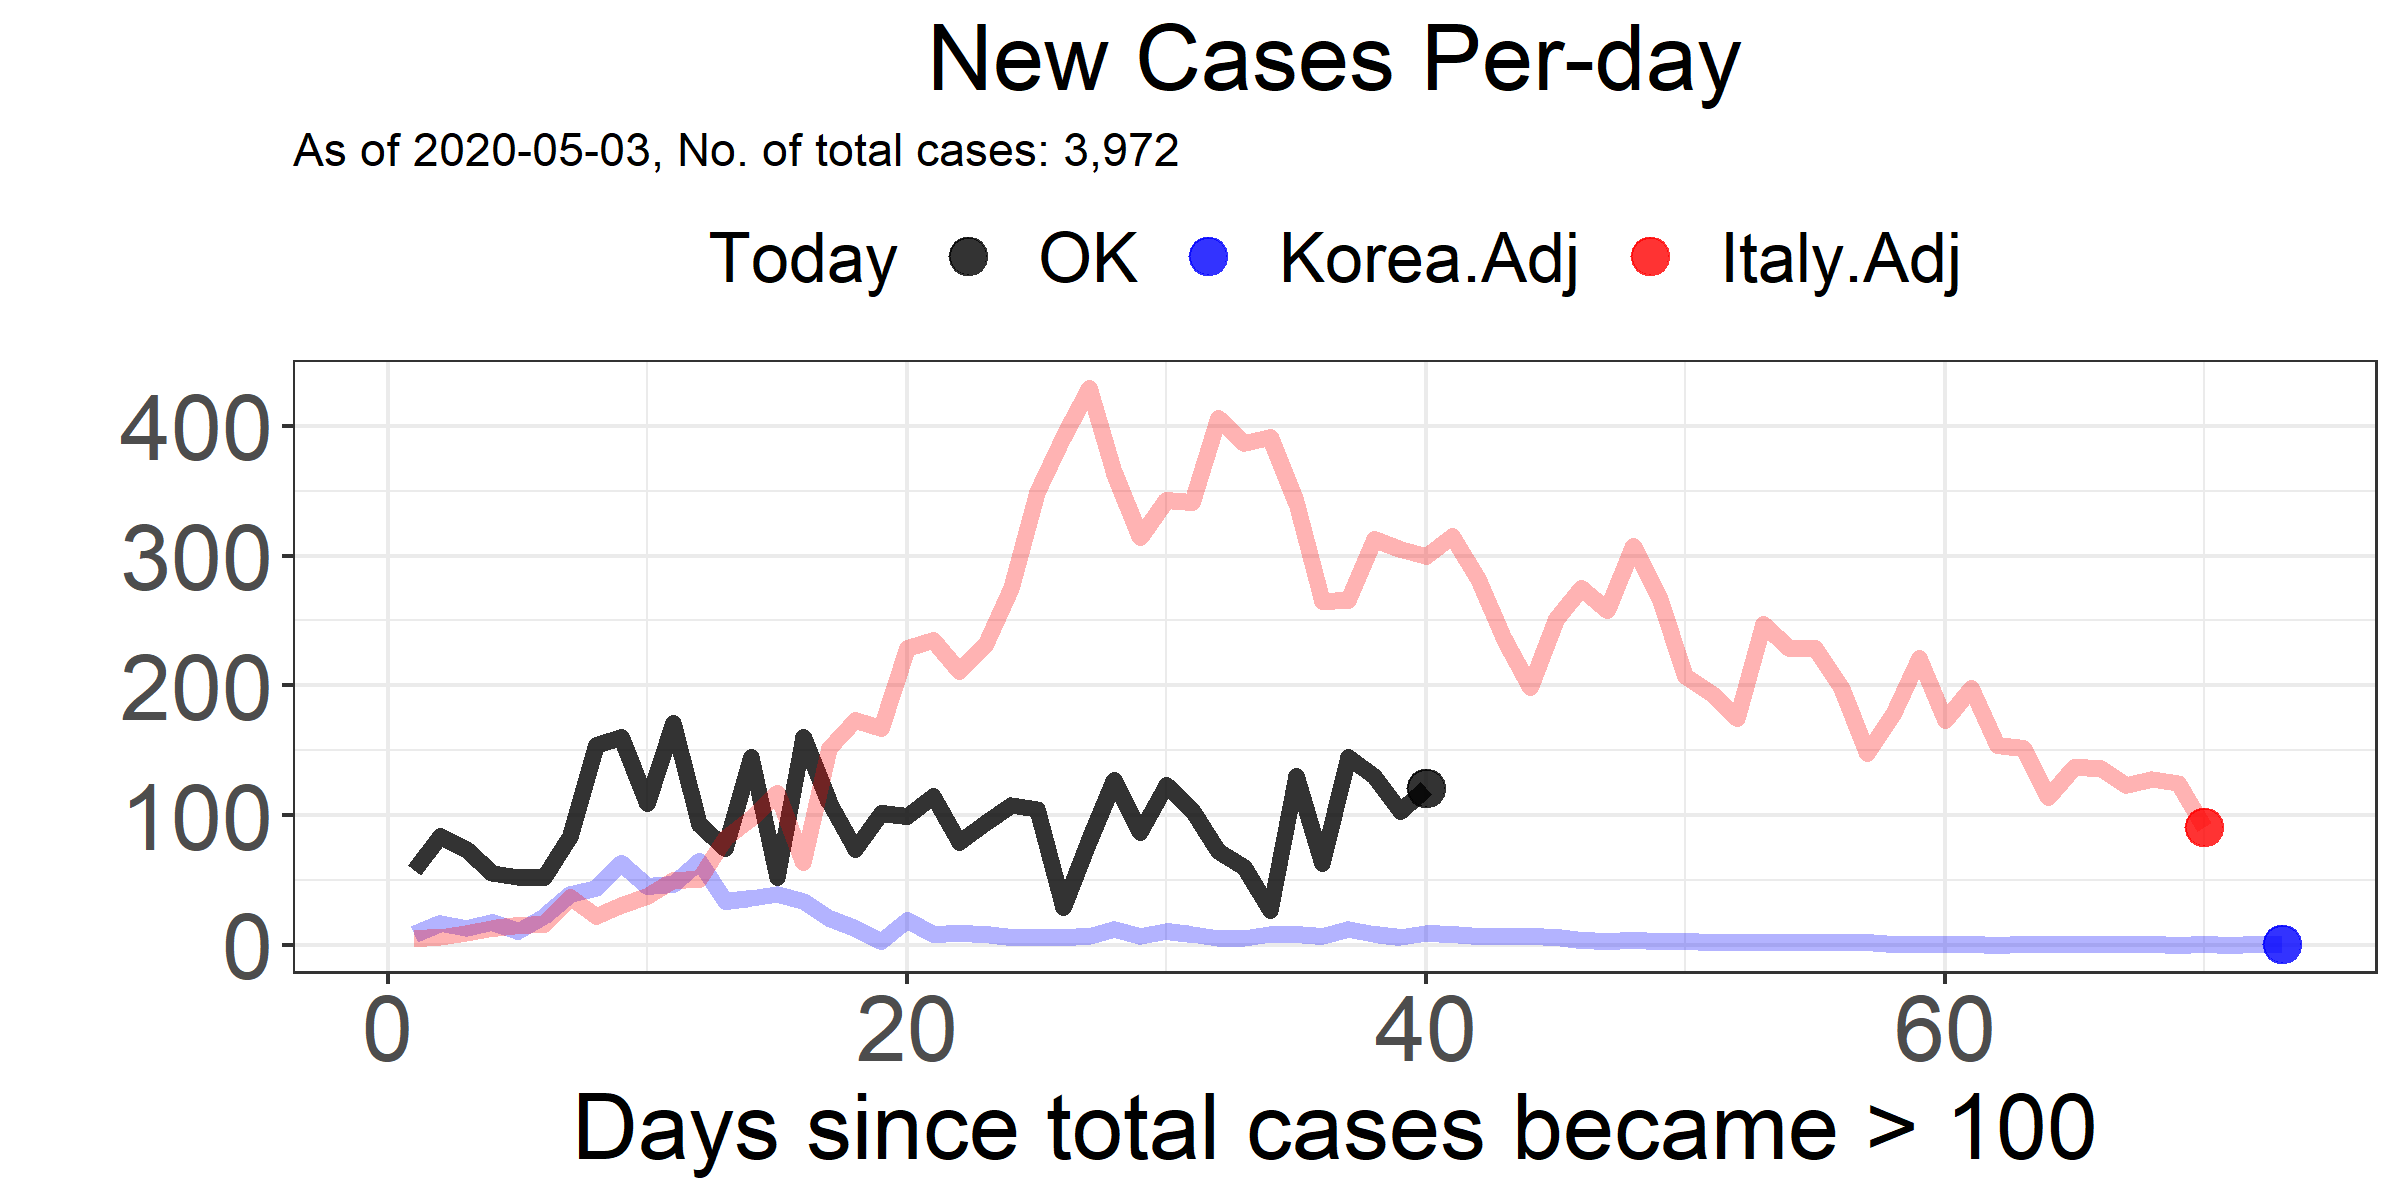 New Cases Per-day
As of 2020-05-03, No. of total cases: 3,972
Today OK Korea.Adj Italy.Adj
400
300
200
100
0
0 20 40 60
Days since total cases became > 100